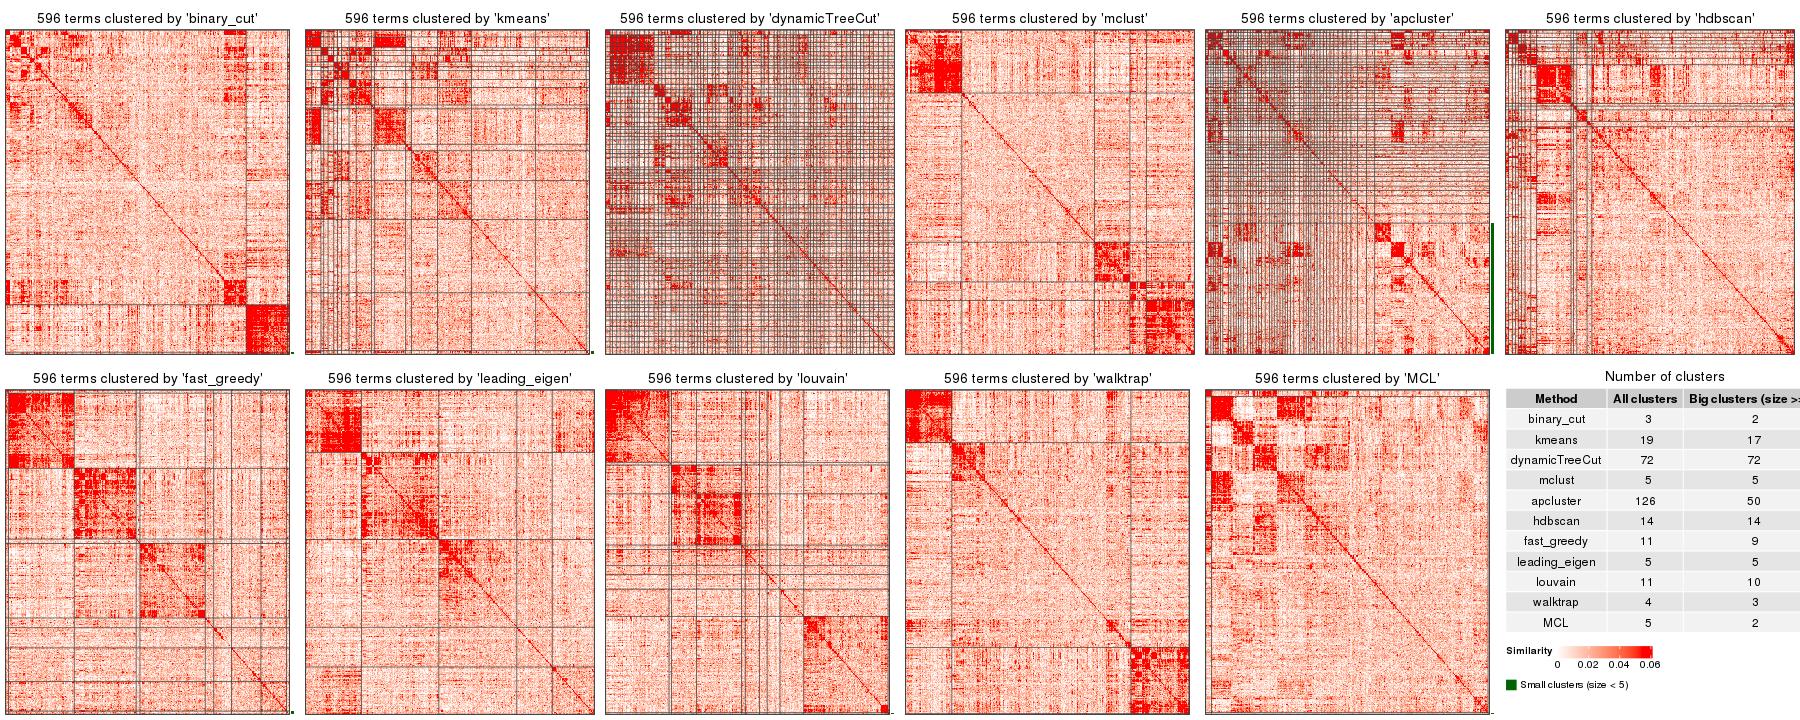 596 terms clustered by 'binary_cut'
596 terms clustered by 'kmeans'
596 terms clustered by 'dynamicTreeCut'
596 terms clustered by 'mclust'
596 terms clustered by 'apcluster'
596 terms clustered by 'hdbscan'
596 terms clustered by 'fast_greedy'
596 terms clustered by 'leading_eigen'
596 terms clustered by 'louvain'
596 terms clustered by 'walktrap'
596 terms clustered by 'MCL'
Number of clusters
Method All clusters Big clusters (size >=
binary_cut 3 2
kmeans 19 17
dynamicTreeCut 72 72
mclust 5 5
apcluster 126 50
hdbscan 14 14
fast_greedy 11 9
leading_eigen 5 5
louvain 11 10
walktrap 4 3
MCL 5 2
Similarity
0 0.02 0.04 0.06
Small clusters (size < 5)